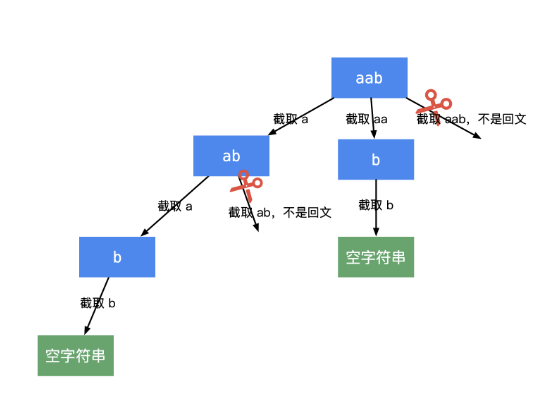 aab
截取 a
截取 aa
截取 aab，不是回文
ab
b
截取 a
截取 ab，不是回文
截取 b
b
空字符串
截取 b
空字符串